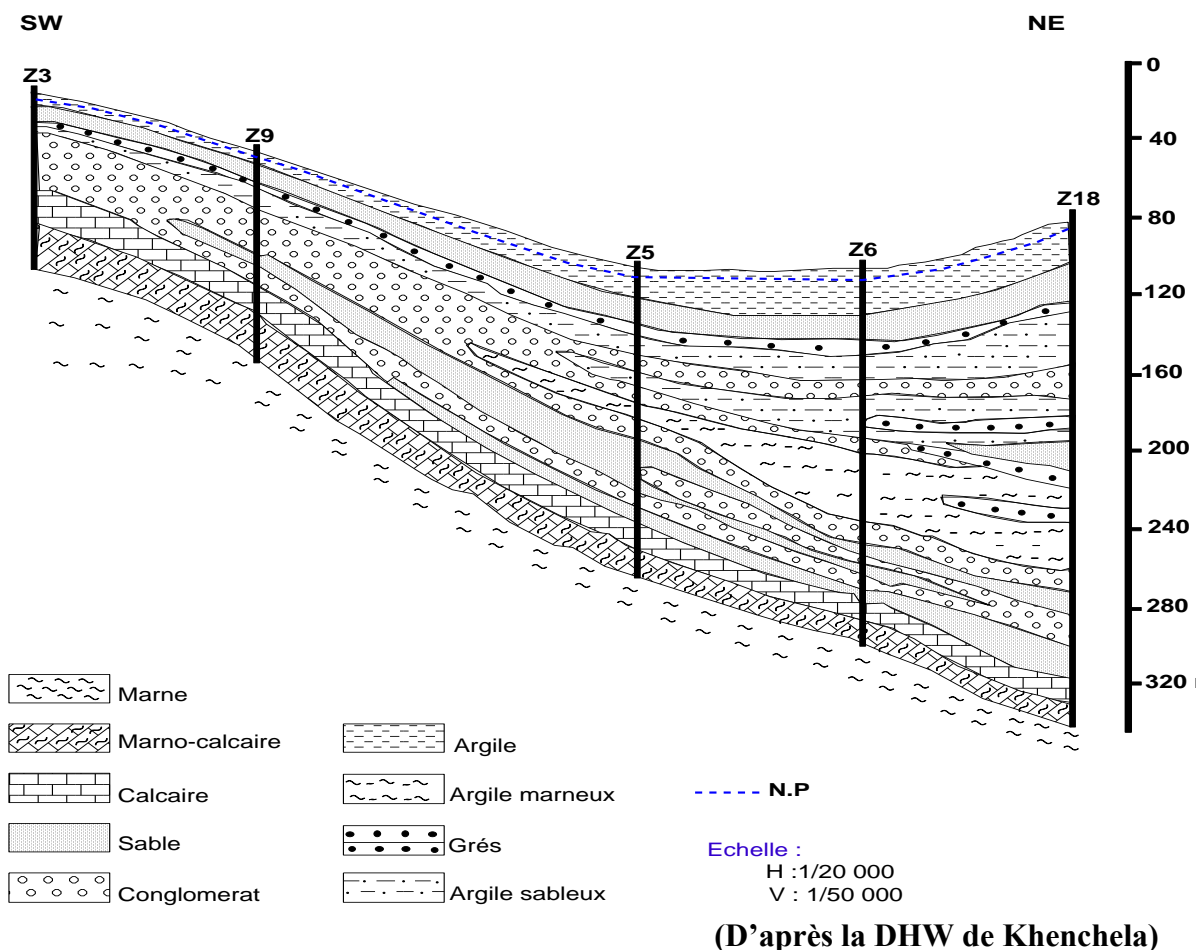 SW
NE
Z3
Z9
Z5
Z6
Z18
0
40
80
120
160
200
240
280
320
Marne
Marno-calcaire
Calcaire
Sable
Conglomerat
Argile
Argile marneux
Grés
Argile sableux
N.P
Echelle :
H :1/20 000
V : 1/50 000
(D'après la DHW de Khenchela)